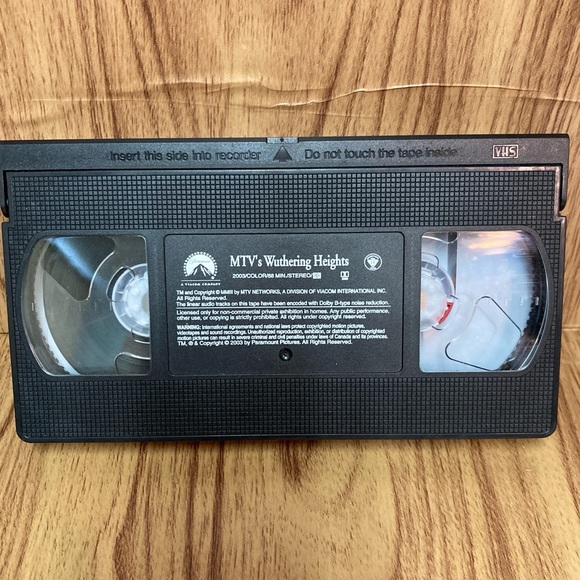 Insert this side into recorder Do not touch the tape inside VHS
Paramount
A VIACOM COMPANY
MTV's Wuthering Heights
2003/COLOR/88 MIN./STEREO/
TM and Copyright © MMIII by MTV NETWORKS, A DIVISION OF VIACOM INTERNATIONAL INC.
All Rights Reserved.
The linear audio tracks on this tape have been encoded with Dolby B-type noise reduction.
Licensed only for non-commercial private exhibition in homes. Any public performance,
other use, or copying is strictly prohibited. All rights reserved.
WARNING: International agreements and national laws protect copyrighted motion pictures,
videotapes and sound recordings. Unauthorized reproduction, exhibition, or distribution of copyrighted
motion pictures can result in severe criminal and civil penalties under laws of Canada and its provinces.
TM, ® & Copyright © 2003 by Paramount Pictures. All Rights Reserved.